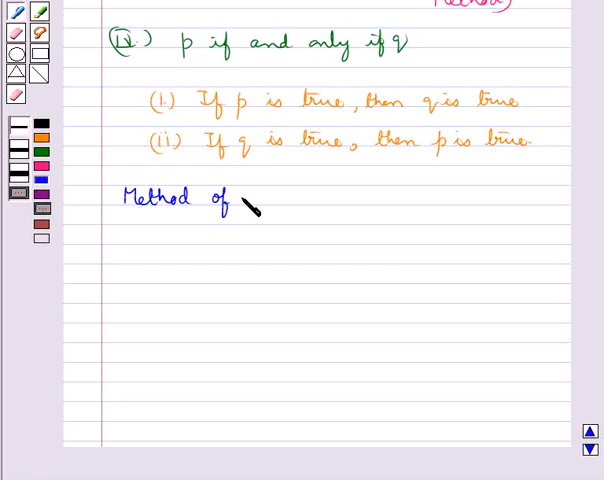 Method)
(IV.) p if and only if q
(i.) If p is true, then q is true
(ii.) If q is true, then p is true.
Method of